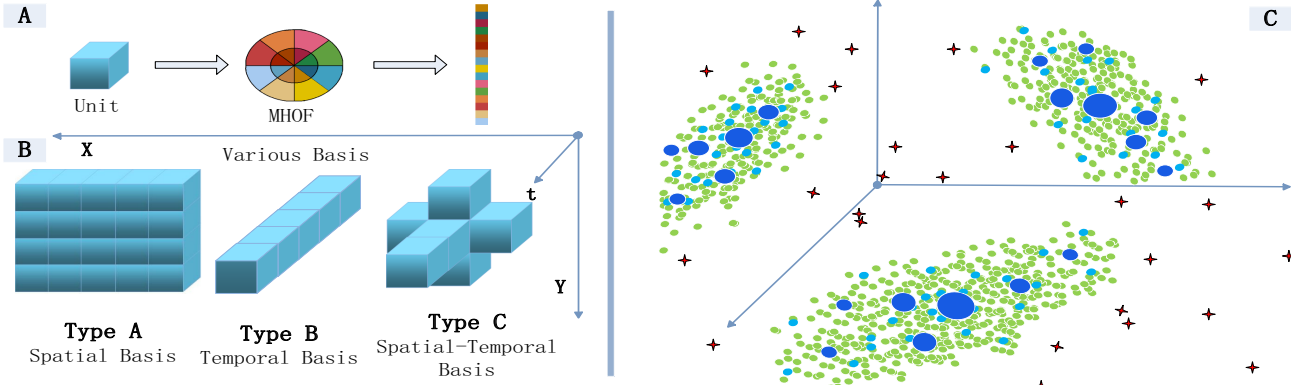 A
Unit
MHOF
B
X
Various Basis
t
Y
Type A
Spatial Basis
Type B
Temporal Basis
Type C
Spatial-Temporal
Basis
C